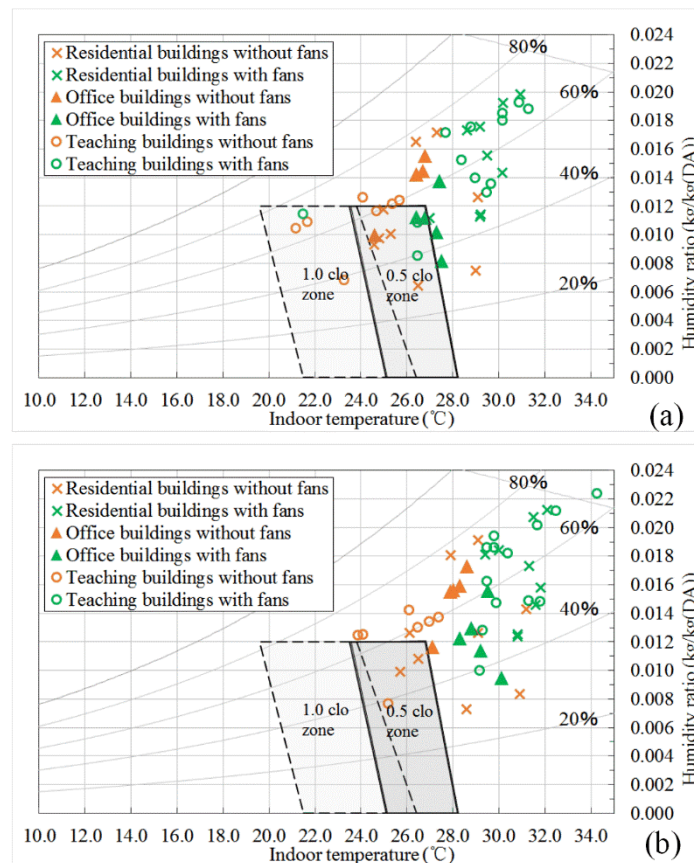 Residential buildings without fans
Residential buildings with fans
Office buildings without fans
Office buildings with fans
Teaching buildings without fans
Teaching buildings with fans
80%
60%
40%
20%
1.0 clo
zone
0.5 clo
zone
0.024
0.022
0.020
0.018
0.016
0.014
0.012
0.010
0.008
0.006
0.004
0.002
0.000
Humidity ratio (kg/kg(DA))
10.0 12.0 14.0 16.0 18.0 20.0 22.0 24.0 26.0 28.0 30.0 32.0 34.0
Indoor temperature (℃)
(a)
Residential buildings without fans
Residential buildings with fans
Office buildings without fans
Office buildings with fans
Teaching buildings without fans
Teaching buildings with fans
80%
60%
40%
20%
1.0 clo
zone
0.5 clo
zone
0.024
0.022
0.020
0.018
0.016
0.014
0.012
0.010
0.008
0.006
0.004
0.002
0.000
Humidity ratio (kg/kg(DA))
10.0 12.0 14.0 16.0 18.0 20.0 22.0 24.0 26.0 28.0 30.0 32.0 34.0
Indoor temperature (℃)
(b)